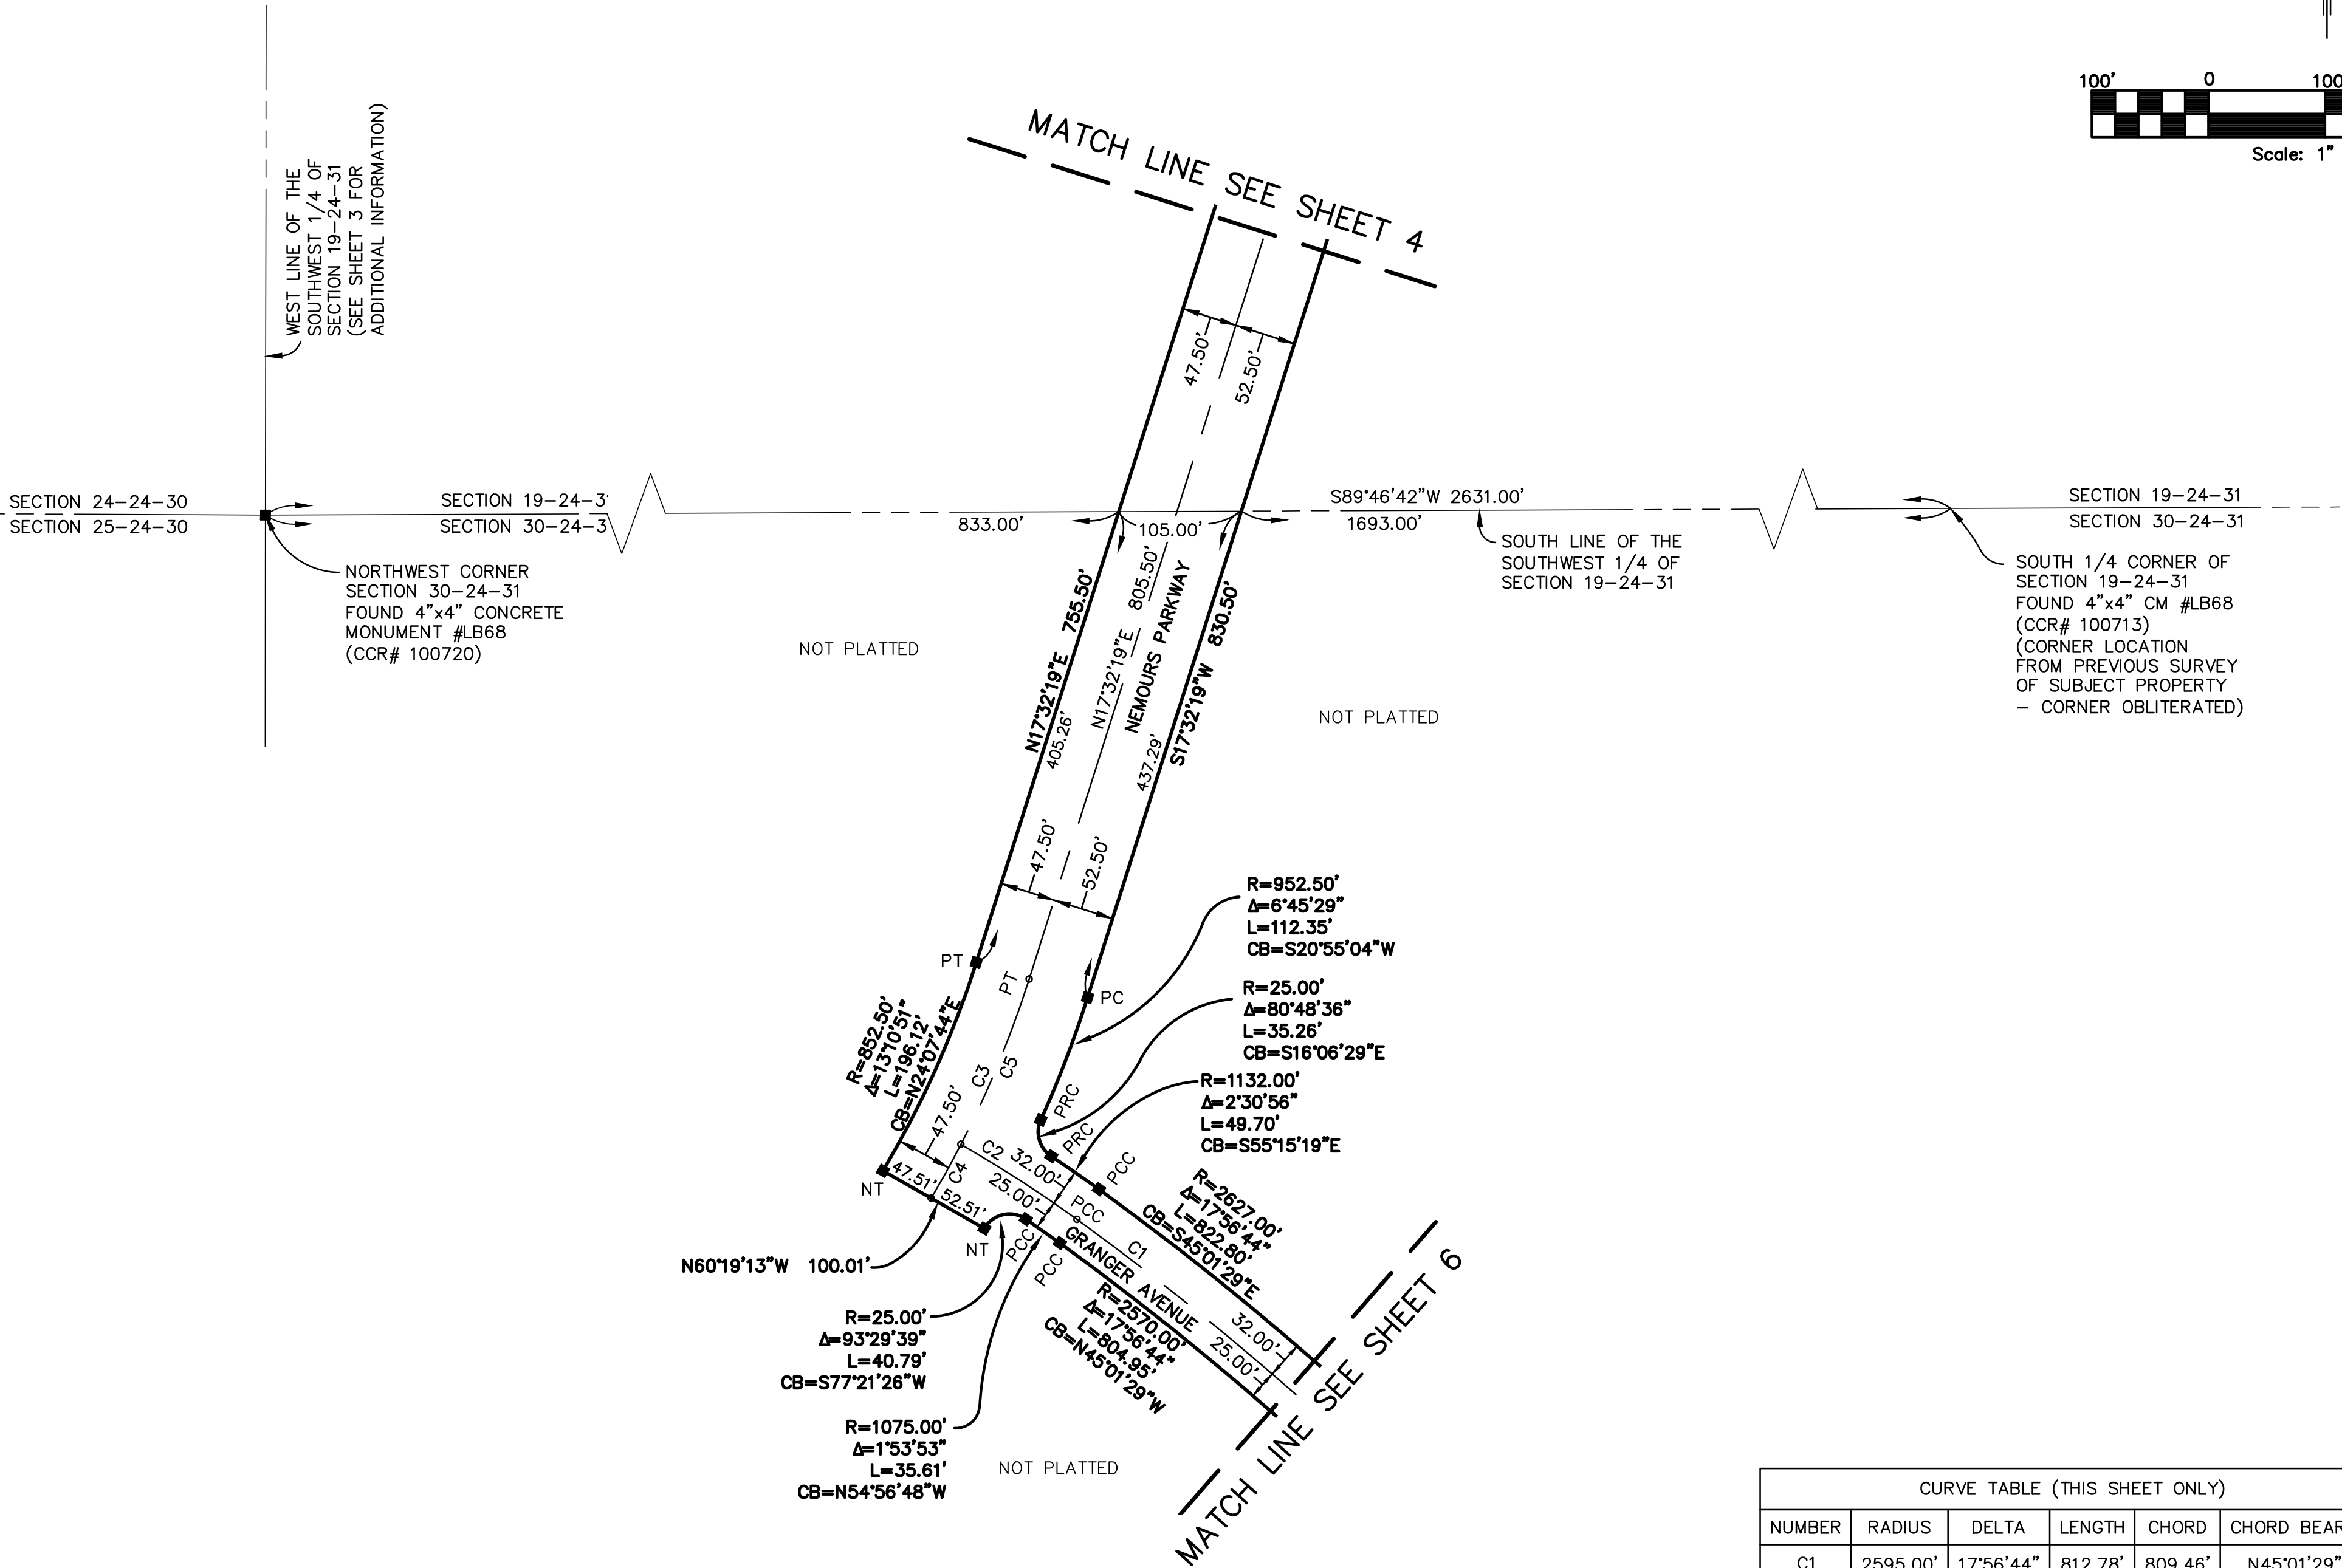 100' 0 100
Scale: 1"
MATCH LINE SEE SHEET 4
WEST LINE OF THE
SOUTHWEST 1/4 OF
SECTION 19-24-31
(SEE SHEET 3 FOR
ADDITIONAL INFORMATION)
47.50'
52.50'
SECTION 24-24-30
SECTION 25-24-30
SECTION 19-24-3
SECTION 30-24-3
833.00'
105.00'
S89°46'42"W 2631.00'
1693.00'
SECTION 19-24-31
SECTION 30-24-31
NORTHWEST CORNER
SECTION 30-24-31
FOUND 4"x4" CONCRETE
MONUMENT #LB68
(CCR# 100720)
SOUTH LINE OF THE
SOUTHWEST 1/4 OF
SECTION 19-24-31
SOUTH 1/4 CORNER OF
SECTION 19-24-31
FOUND 4"x4" CM #LB68
(CCR# 100713)
(CORNER LOCATION
FROM PREVIOUS SURVEY
OF SUBJECT PROPERTY
- CORNER OBLITERATED)
NOT PLATTED
NOT PLATTED
N17°32'19"E 755.50'
405.26'
N17°32'19"E 805.50'
NEMOURS PARKWAY
S17°32'19"W 830.50'
437.29'
47.50'
52.50'
R=952.50'
Δ=6°45'29"
L=112.35'
CB=S20°55'04"W
PT
PT
PC
R=25.00'
Δ=80°48'36"
L=35.26'
CB=S16°06'29"E
R=852.50'
Δ=13°10'51"
L=196.12'
CB=N24°07'44"E
C3
C5
R=1132.00'
Δ=2°30'56"
L=49.70'
CB=S55°15'19"E
PRC
PRC
PCC
47.50'
C2 32.00'
25.00'
C4
47.51'
52.51'
NT
NT
PCC
PCC
PCC
C1
GRANGER AVENUE
R=2627.00'
Δ=17°56'44"
L=822.80'
CB=S45°01'29"E
N60°19'13"W 100.01'
R=2570.00'
Δ=17°56'44"
L=804.95'
CB=N45°01'29"W
32.00'
25.00'
R=25.00'
Δ=93°29'39"
L=40.79'
CB=S77°21'26"W
R=1075.00'
Δ=1°53'53"
L=35.61'
CB=N54°56'48"W
NOT PLATTED
MATCH LINE SEE SHEET 6
CURVE TABLE (THIS SHEET ONLY)
NUMBER RADIUS DELTA LENGTH CHORD CHORD BEAR
C1 2595.00' 17°56'44" 812.78' 809.46' N45°01'29"